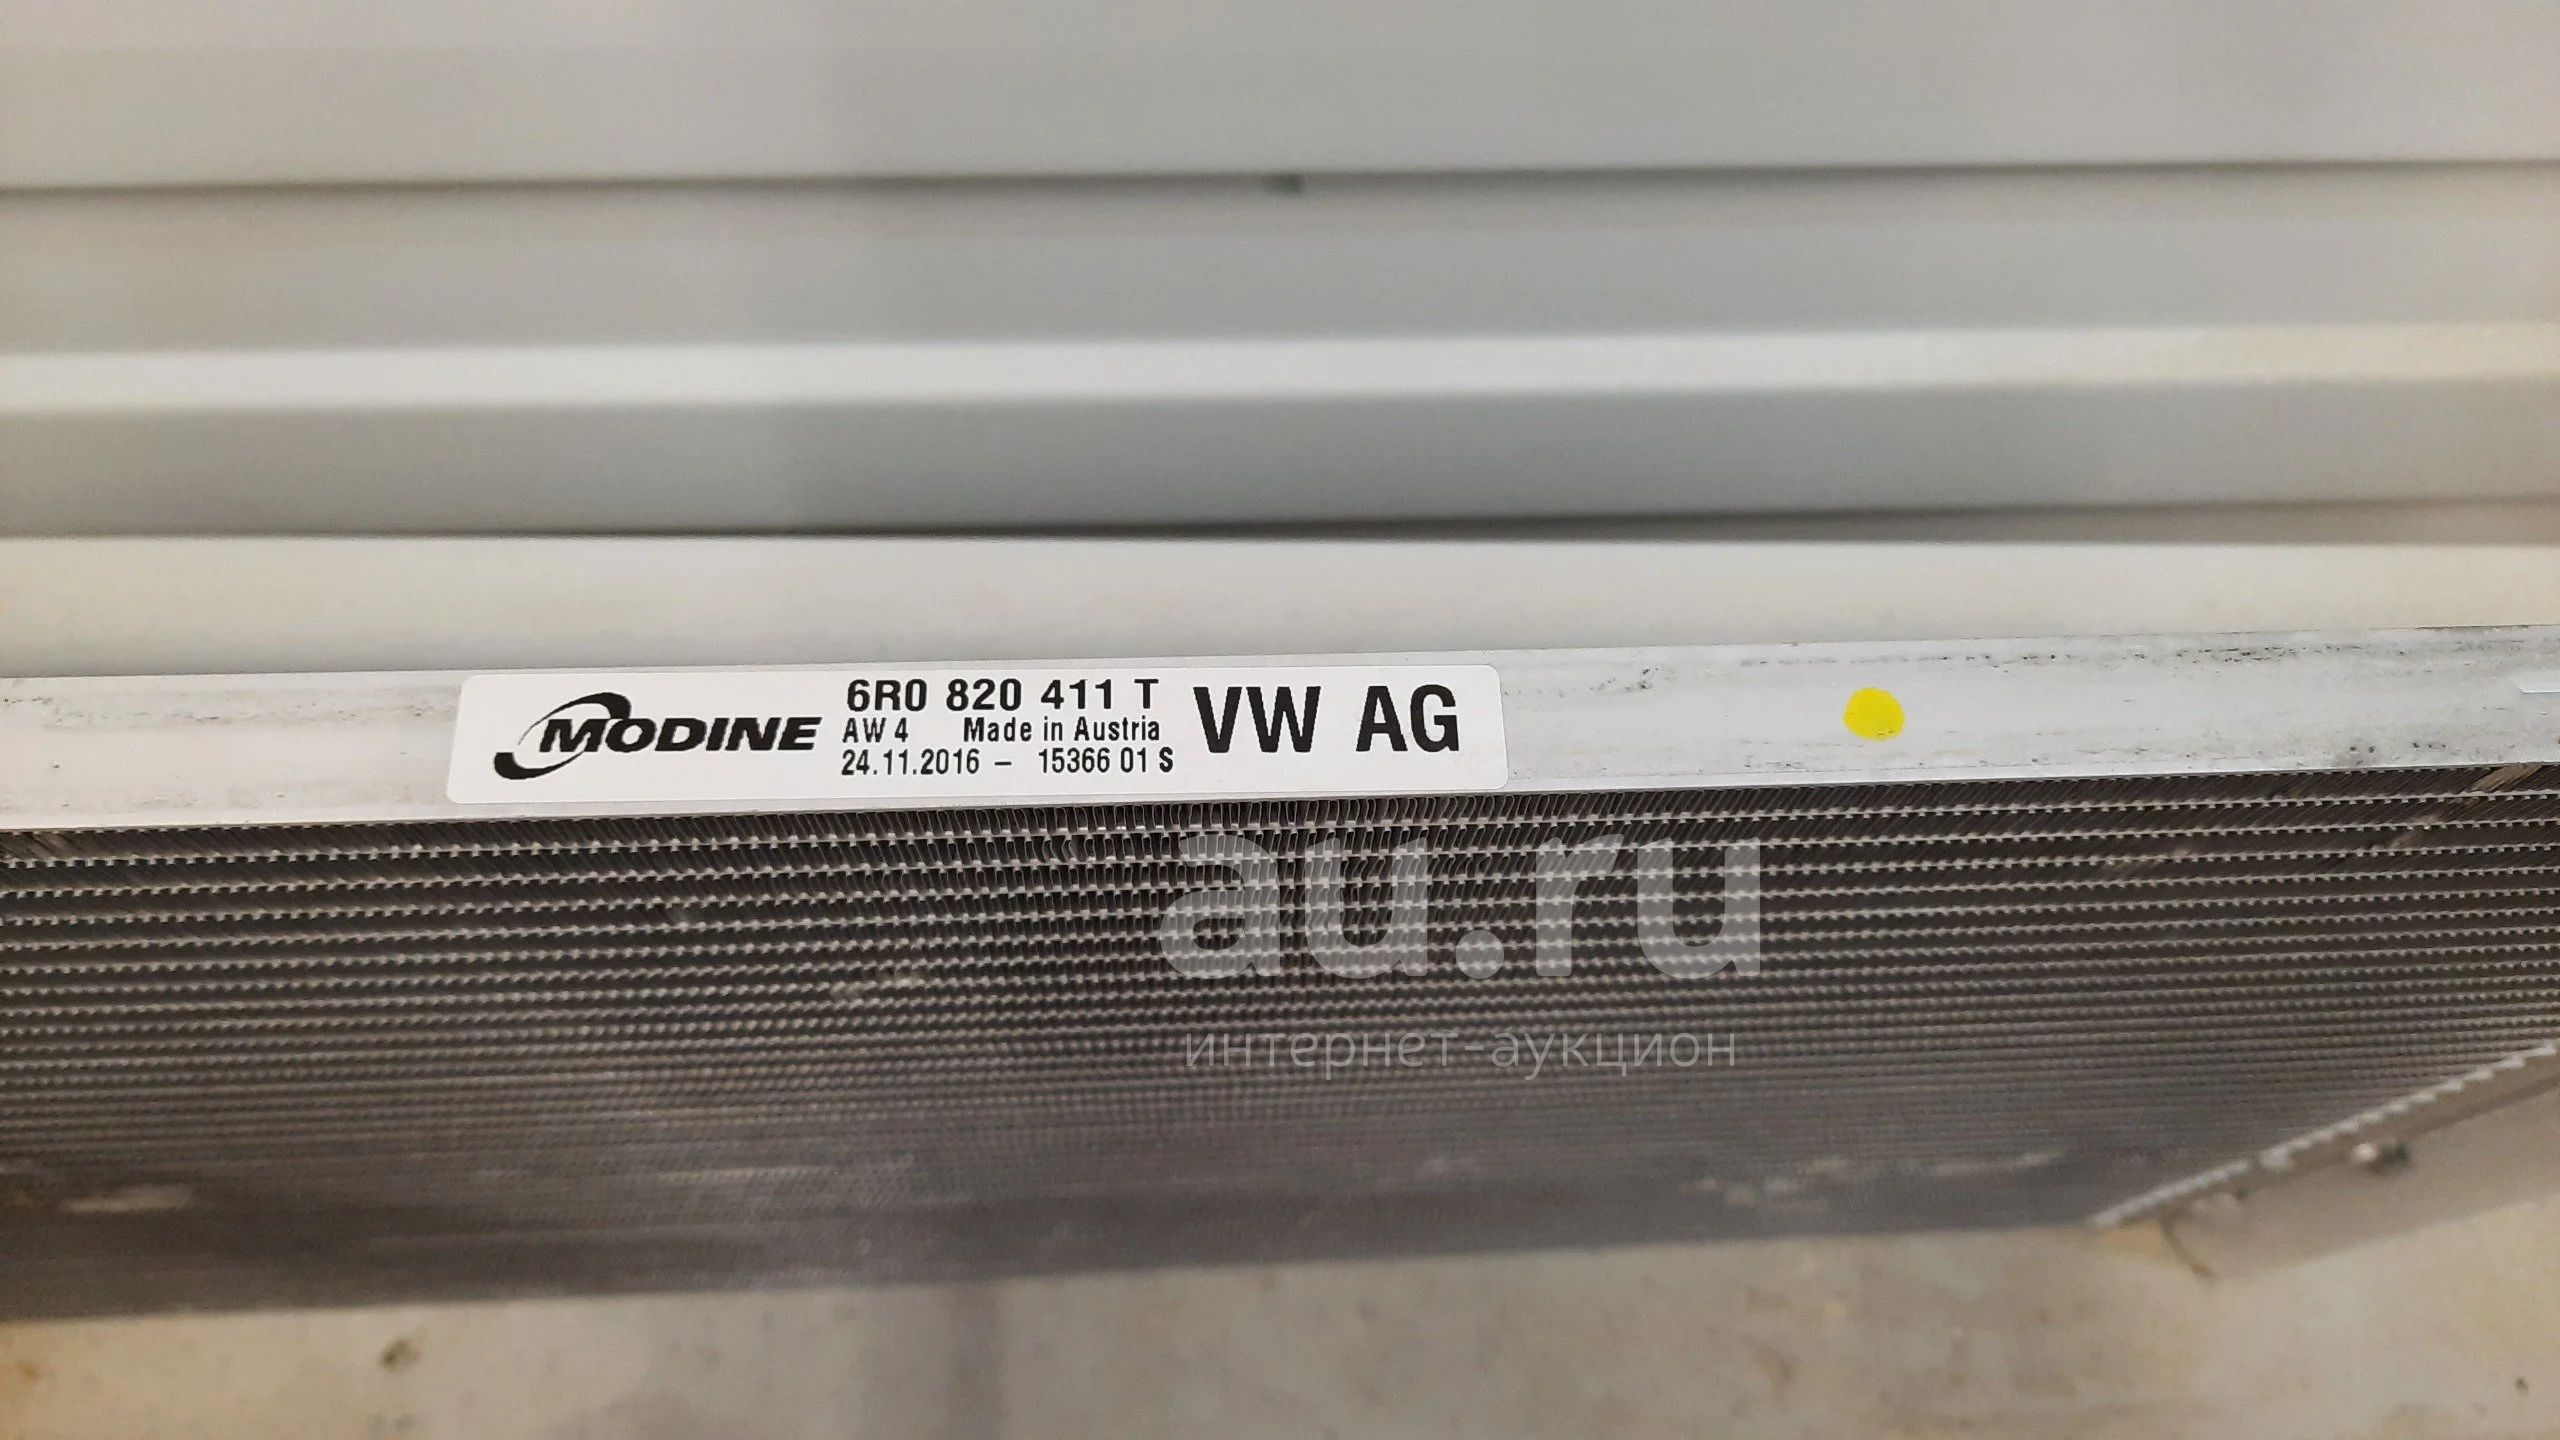 MODINE
6R0 820 411 T
AW 4 Made in Austria
24.11.2016 – 15366 01 S
VW AG
au.ru
интернет-аукцион